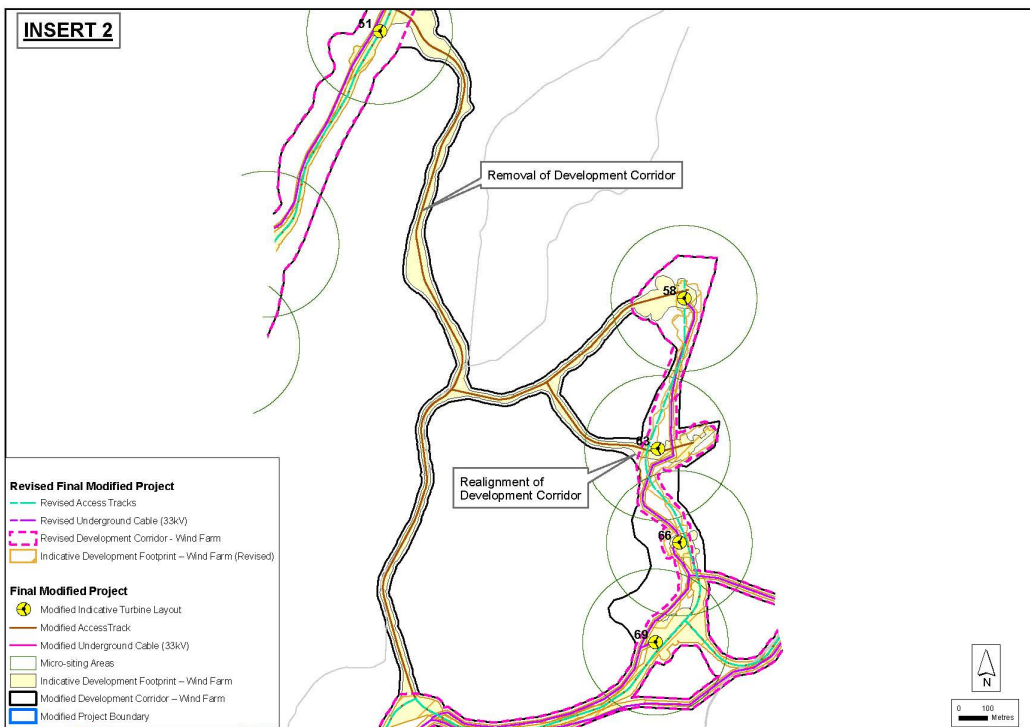 INSERT 2
51
Removal of Development Corridor
58
63
Realignment of
Development Corridor
66
69
Revised Final Modified Project
Revised Access Tracks
Revised Underground Cable (33kV)
Revised Development Corridor - Wind Farm
Indicative Development Footprint – Wind Farm (Revised)
Final Modified Project
Modified Indicative Turbine Layout
Modified AccessTrack
Modified Underground Cable (33kV)
Micro-siting Areas
Indicative Development Footprint – Wind Farm
Modified Development Corridor – Wind Farm
Modified Project Boundary
N
0 100
Metres